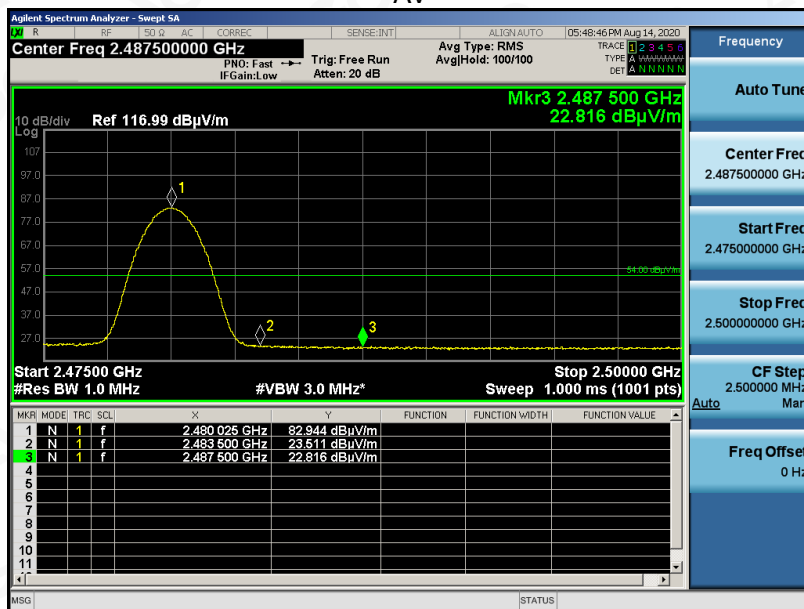 Agilent Spectrum Analyzer - Swept SA
R RF 50 Ω AC CORREC SENSE:INT ALIGN AUTO 05:48:46 PM Aug 14, 2020
Center Freq 2.487500000 GHz
PNO: Fast
IFGain:Low
Trig: Free Run
Atten: 20 dB
Avg Type: RMS
Avg|Hold: 100/100
TRACE 1 2 3 4 5 6
TYPE A
DET A N N N N N
Frequency
Mkr3 2.487 500 GHz
22.816 dBµV/m
10 dB/div Ref 116.99 dBµV/m
Log
107
97.0
87.0
77.0
67.0
57.0
47.0
37.0
27.0
1
2
3
54.00 dBµV/m
Start 2.47500 GHz Stop 2.50000 GHz
#Res BW 1.0 MHz #VBW 3.0 MHz* Sweep 1.000 ms (1001 pts)
MKR MODE TRC SCL X Y FUNCTION FUNCTION WIDTH FUNCTION VALUE
1 N 1 f 2.480 025 GHz 82.944 dBµV/m
2 N 1 f 2.483 500 GHz 23.511 dBµV/m
3 N 1 f 2.487 500 GHz 22.816 dBµV/m
4
5
6
7
8
9
10
11
MSG STATUS
Auto Tune
Center Freq
2.487500000 GHz
Start Freq
2.475000000 GHz
Stop Freq
2.500000000 GHz
CF Step
2.500000 MHz
Auto Man
Freq Offset
0 Hz